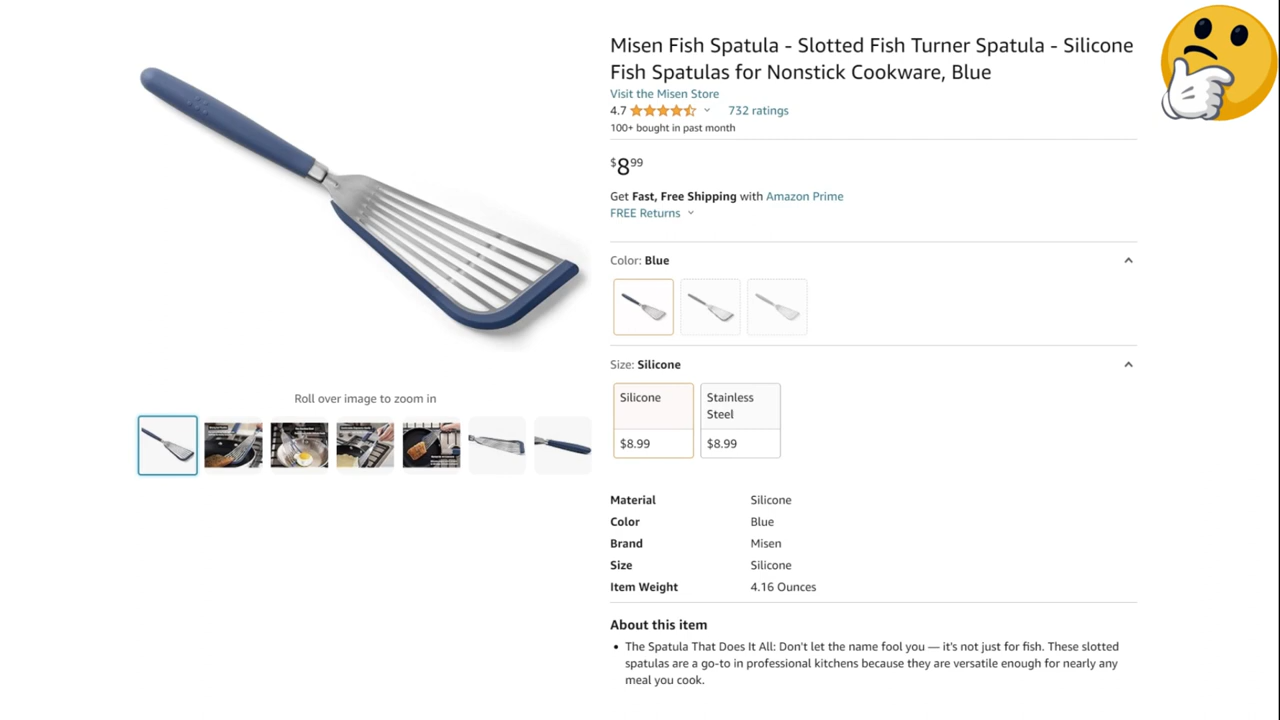 Misen Fish Spatula - Slotted Fish Turner Spatula - Silicone
Fish Spatulas for Nonstick Cookware, Blue
Visit the Misen Store
4.7 732 ratings
100+ bought in past month
$8.99
Get Fast, Free Shipping with Amazon Prime
FREE Returns
Color: Blue
Size: Silicone
Silicone
$8.99
Stainless
Steel
$8.99
Roll over image to zoom in
Material Silicone
Color Blue
Brand Misen
Size Silicone
Item Weight 4.16 Ounces
About this item
• The Spatula That Does It All: Don't let the name fool you — it's not just for fish. These slotted
spatulas are a go-to in professional kitchens because they are versatile enough for nearly any
meal you cook.